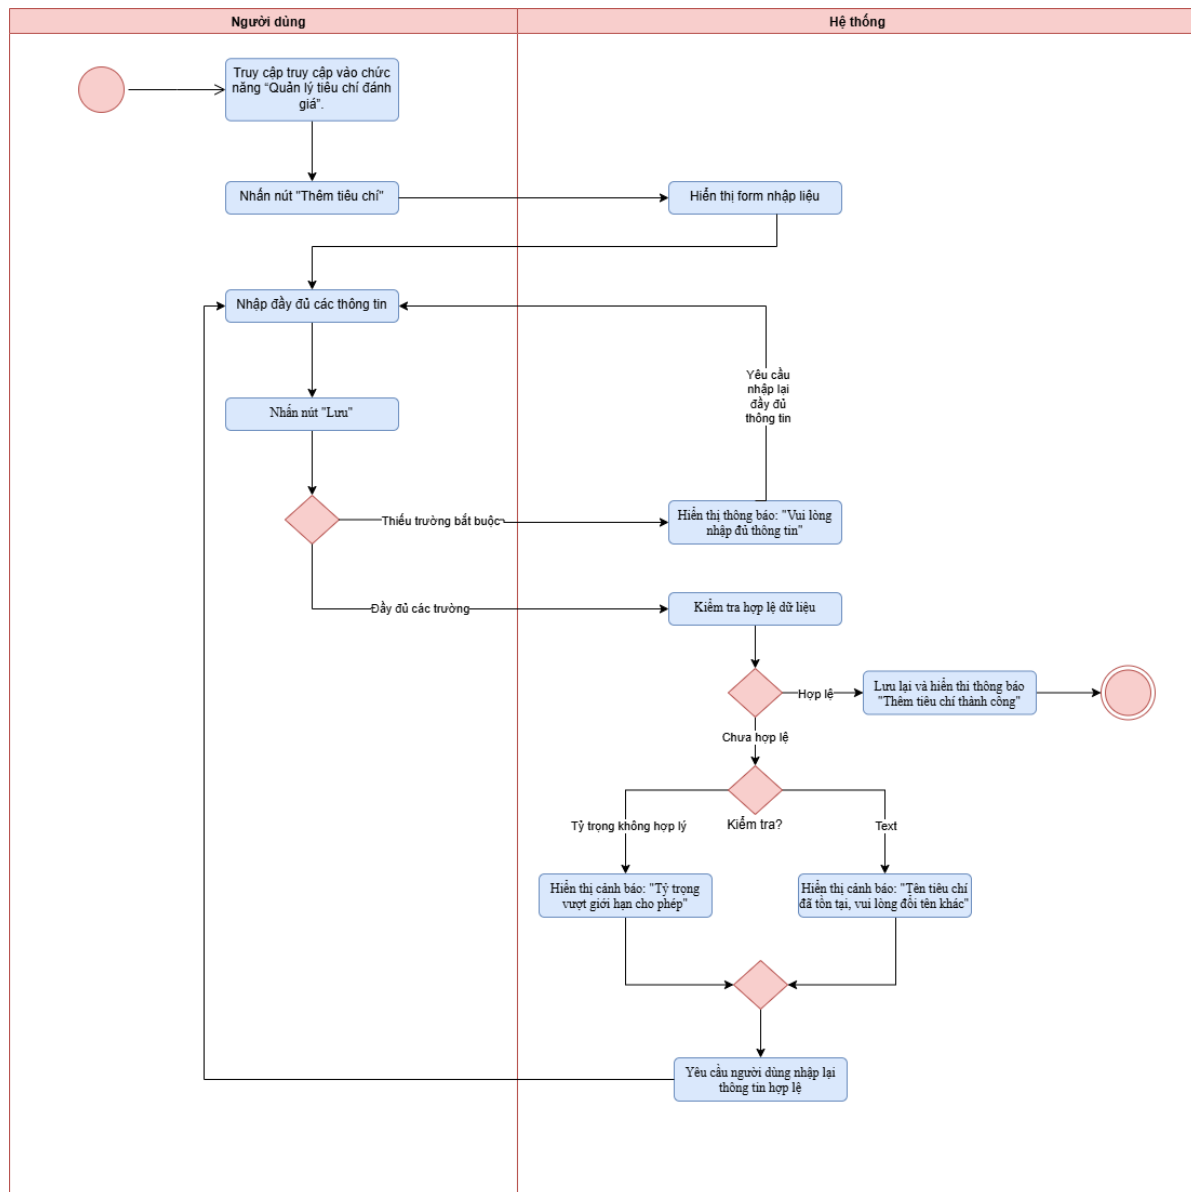 Người dùng
Hệ thống
Truy cập truy cập vào chức
năng “Quản lý tiêu chí đánh
giá”.
Nhấn nút "Thêm tiêu chí"
Hiển thị form nhập liệu
Nhập đầy đủ các thông tin
Yêu cầu
nhập lại
đầy đủ
thông tin
Nhấn nút "Lưu"
Thiếu trường bắt buộc
Hiển thị thông báo: "Vui lòng
nhập đủ thông tin"
Đầy đủ các trường
Kiểm tra hợp lệ dữ liệu
Hợp lệ
Lưu lại và hiển thi thông báo
"Thêm tiêu chí thành công"
Chưa hợp lệ
Tỷ trọng không hợp lý
Kiểm tra?
Text
Hiển thị cảnh báo: "Tỷ trọng
vượt giới hạn cho phép"
Hiển thị cảnh báo: "Tên tiêu chí
đã tồn tại, vui lòng đổi tên khác"
Yêu cầu người dùng nhập lại
thông tin hợp lệ